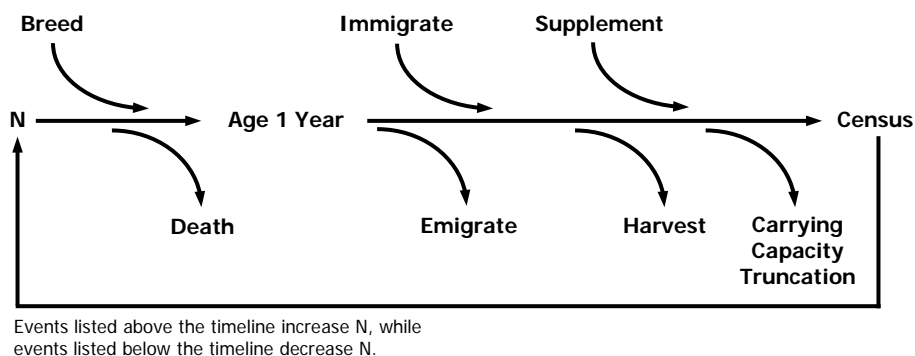 Breed
Immigrate
Supplement
N
Age 1 Year
Census
Death
Emigrate
Harvest
Carrying
Capacity
Truncation
Events listed above the timeline increase N, while
events listed below the timeline decrease N.